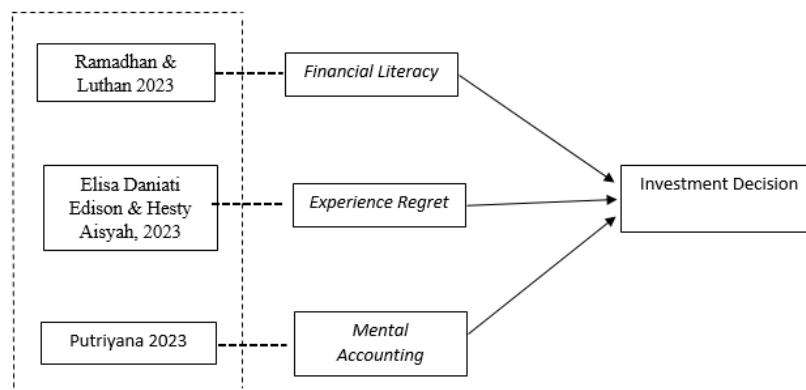 Ramadhan &
Luthan 2023
Financial Literacy
Elisa Daniati
Edison & Hesty
Aisyah, 2023
Experience Regret
Investment Decision
Putriyana 2023
Mental
Accounting